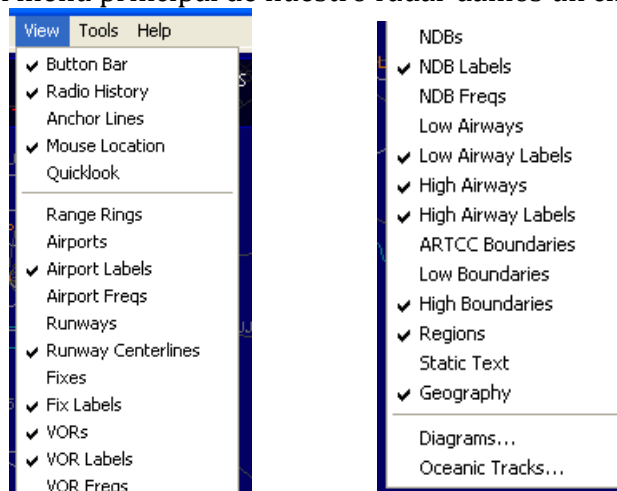 View Tools Help
Button Bar
Radio History
Anchor Lines
Mouse Location
Quicklook
Range Rings
Airports
Airport Labels
Airport Freqs
Runways
Runway Centerlines
Fixes
Fix Labels
VORs
VOR Labels
VOR Freqs
NDBs
NDB Labels
NDB Freqs
Low Airways
Low Airway Labels
High Airways
High Airway Labels
ARTCC Boundaries
Low Boundaries
High Boundaries
Regions
Static Text
Geography
Diagrams...
Oceanic Tracks...